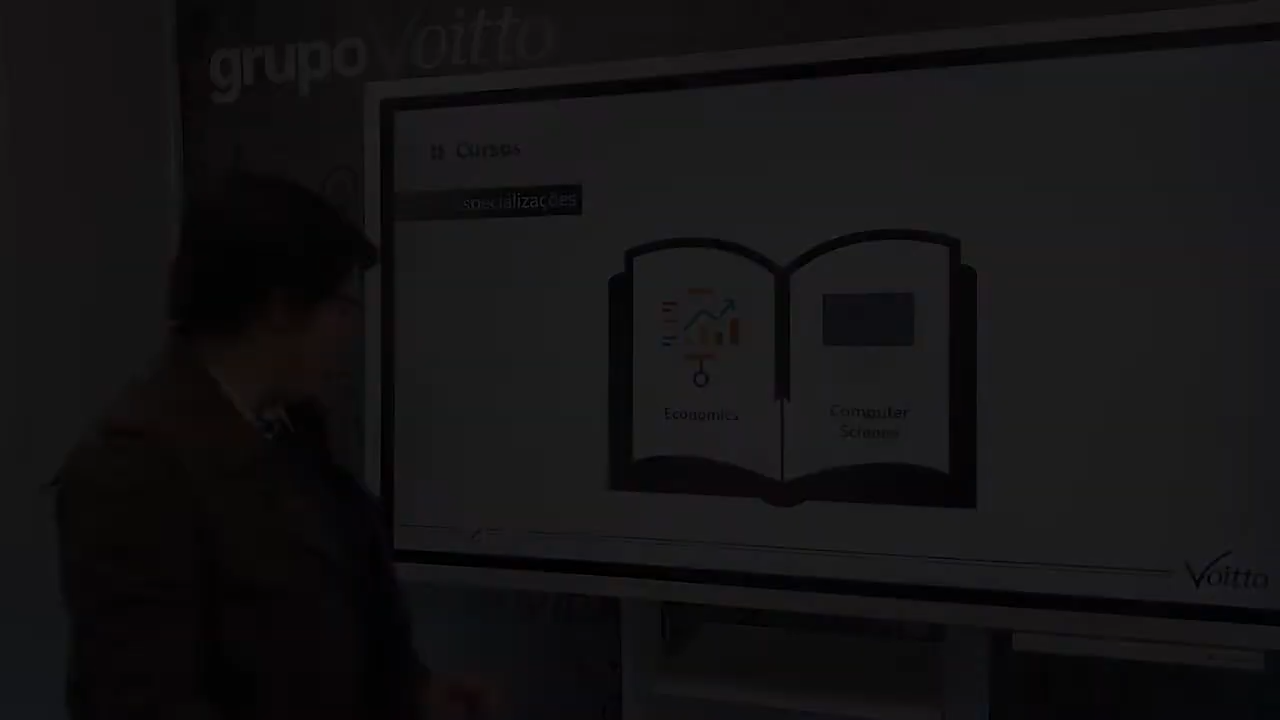 grupo Voitto
Cursos
specializações
Economics
Computer
Science
Voitto